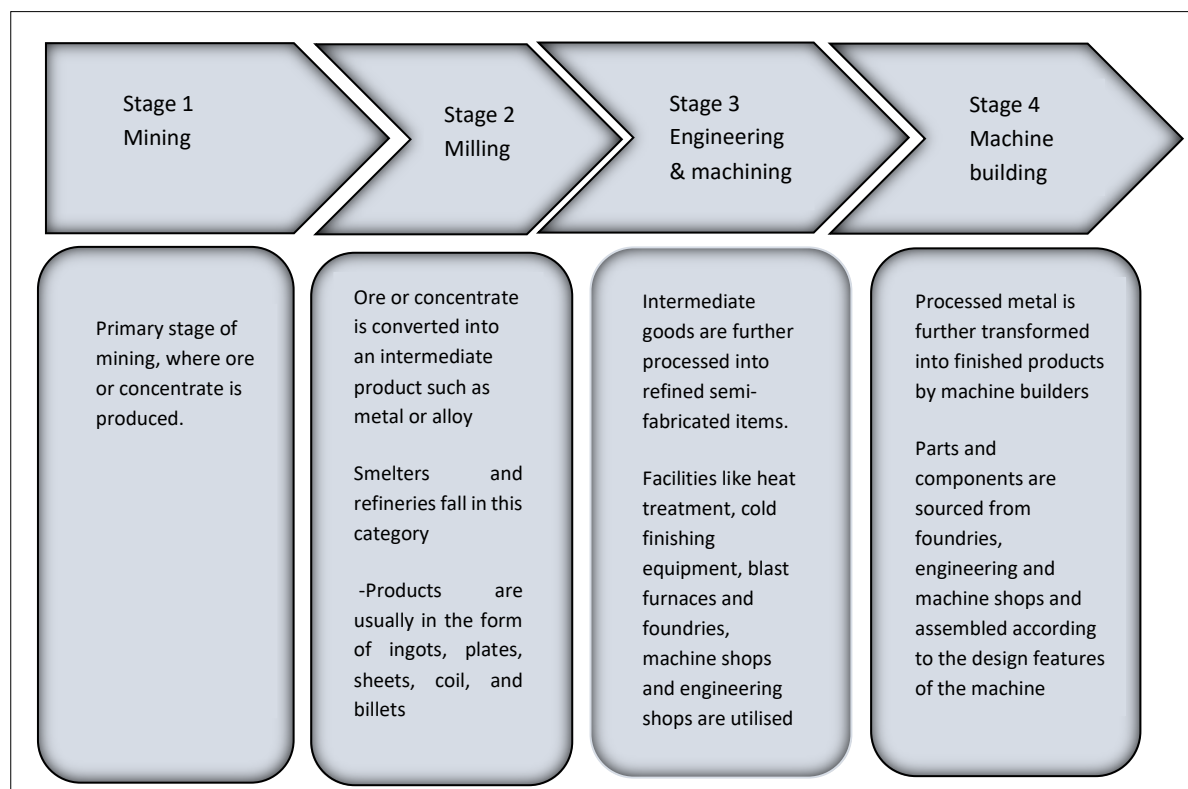 Stage 1
Mining
Stage 2
Milling
Stage 3
Engineering
& machining
Stage 4
Machine
building
Primary stage of
mining, where ore
or concentrate is
produced.
Ore or concentrate
is converted into
an intermediate
product such as
metal or alloy
Smelters and
refineries fall in this
category
-Products are
usually in the form
of ingots, plates,
sheets, coil, and
billets
Intermediate
goods are further
processed into
refined semi-
fabricated items.
Facilities like heat
treatment, cold
finishing
equipment, blast
furnaces and
foundries,
machine shops
and engineering
shops are utilised
Processed metal is
further transformed
into finished products
by machine builders
Parts and
components are
sourced from
foundries,
engineering and
machine shops and
assembled according
to the design features
of the machine